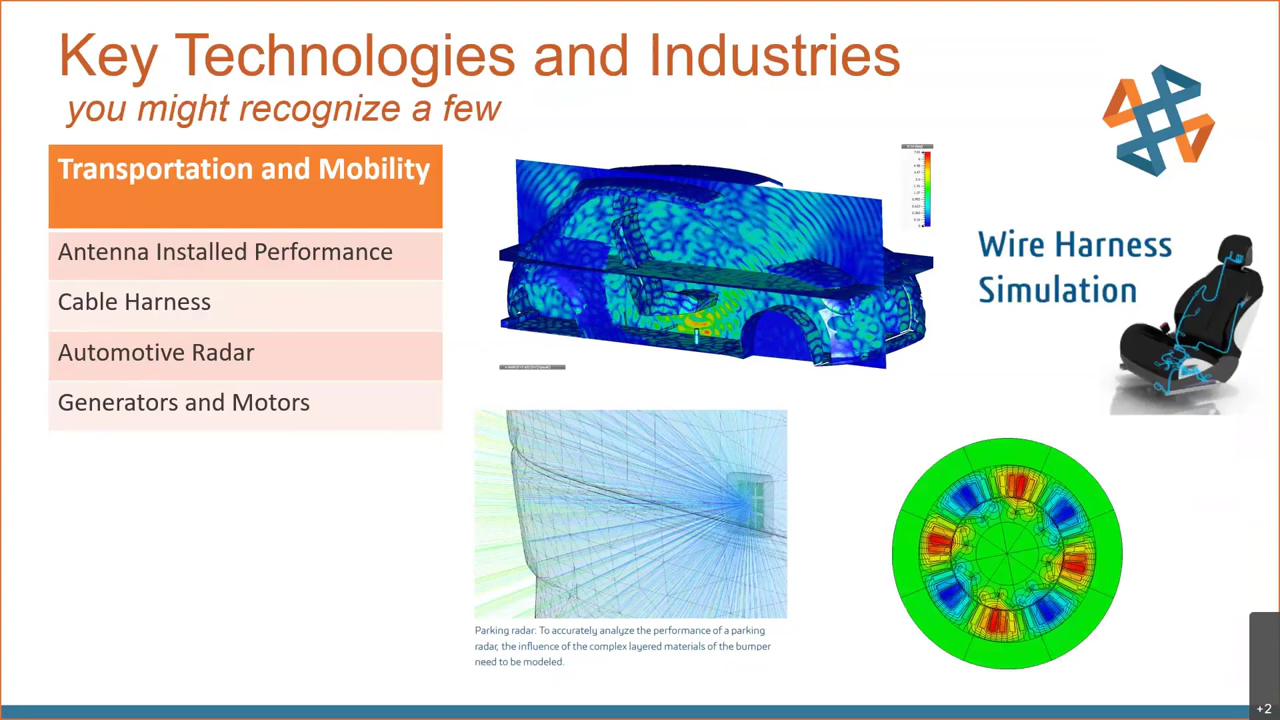 Key Technologies and Industries
you might recognize a few
Transportation and Mobility
Antenna Installed Performance
Cable Harness
Automotive Radar
Generators and Motors
Wire Harness
Simulation
Parking radar: To accurately analyze the performance of a parking
radar, the influence of the complex layered materials of the bumper
need to be modeled.
+2